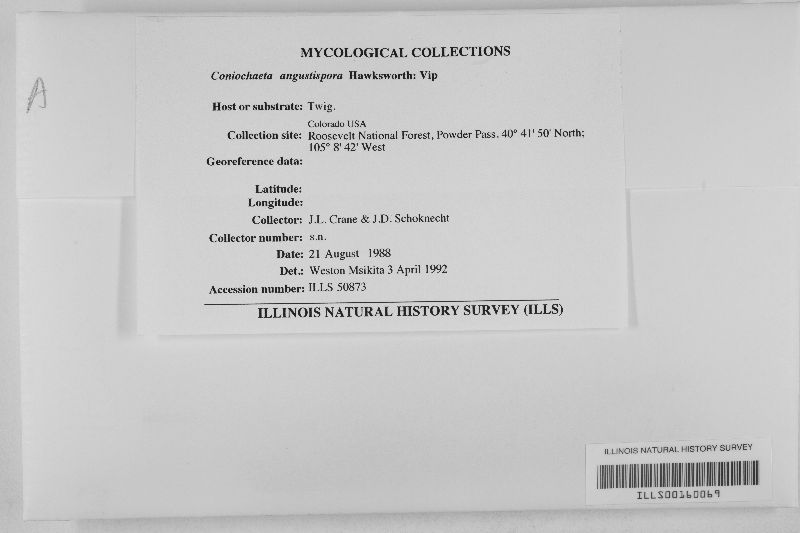 A
MYCOLOGICAL COLLECTIONS
Coniochaeta angustispora Hawksworth: Vip
Host or substrate: Twig.
Colorado USA
Collection site: Roosevelt National Forest, Powder Pass. 40° 41' 50' North;
105° 8' 42' West
Georeference data:
Latitude:
Longitude:
Collector: J.L. Crane & J.D. Schoknecht
Collector number: s.n.
Date: 21 August 1988
Det.: Weston Msikita 3 April 1992
Accession number: ILLS 50873
ILLINOIS NATURAL HISTORY SURVEY (ILLS)
ILLINOIS NATURAL HISTORY SURVEY
ILLS00160069